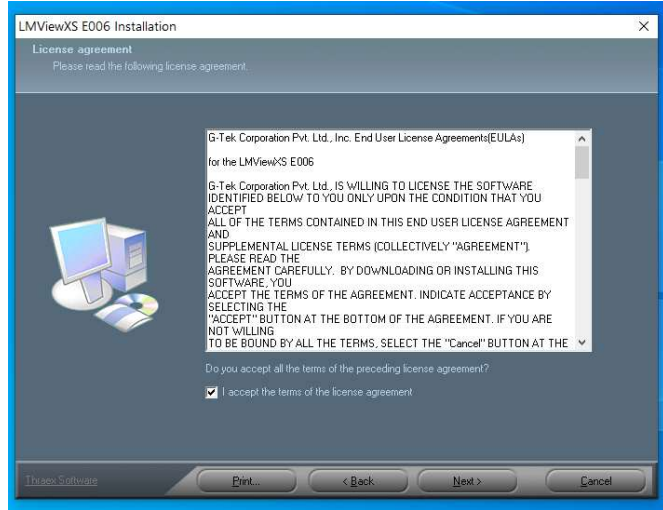 LMViewXS E006 Installation
License agreement
Please read the following license agreement.
G-Tek Corporation Pvt. Ltd., Inc. End User License Agreements(EULAs)
for the LMViewXS E006
G-Tek Corporation Pvt. Ltd., IS WILLING TO LICENSE THE SOFTWARE
IDENTIFIED BELOW TO YOU ONLY UPON THE CONDITION THAT YOU
ACCEPT
ALL OF THE TERMS CONTAINED IN THIS END USER LICENSE AGREEMENT
AND
SUPPLEMENTAL LICENSE TERMS (COLLECTIVELY "AGREEMENT").
PLEASE READ THE
AGREEMENT CAREFULLY.  BY DOWNLOADING OR INSTALLING THIS
SOFTWARE, YOU
ACCEPT THE TERMS OF THE AGREEMENT. INDICATE ACCEPTANCE BY
SELECTING THE
"ACCEPT" BUTTON AT THE BOTTOM OF THE AGREEMENT. IF YOU ARE
NOT WILLING
TO BE BOUND BY ALL THE TERMS, SELECT THE "Cancel" BUTTON AT THE
Do you accept all the terms of the preceding license agreement?
I accept the terms of the license agreement
Thraex Software
Print...
< Back
Next >
Cancel